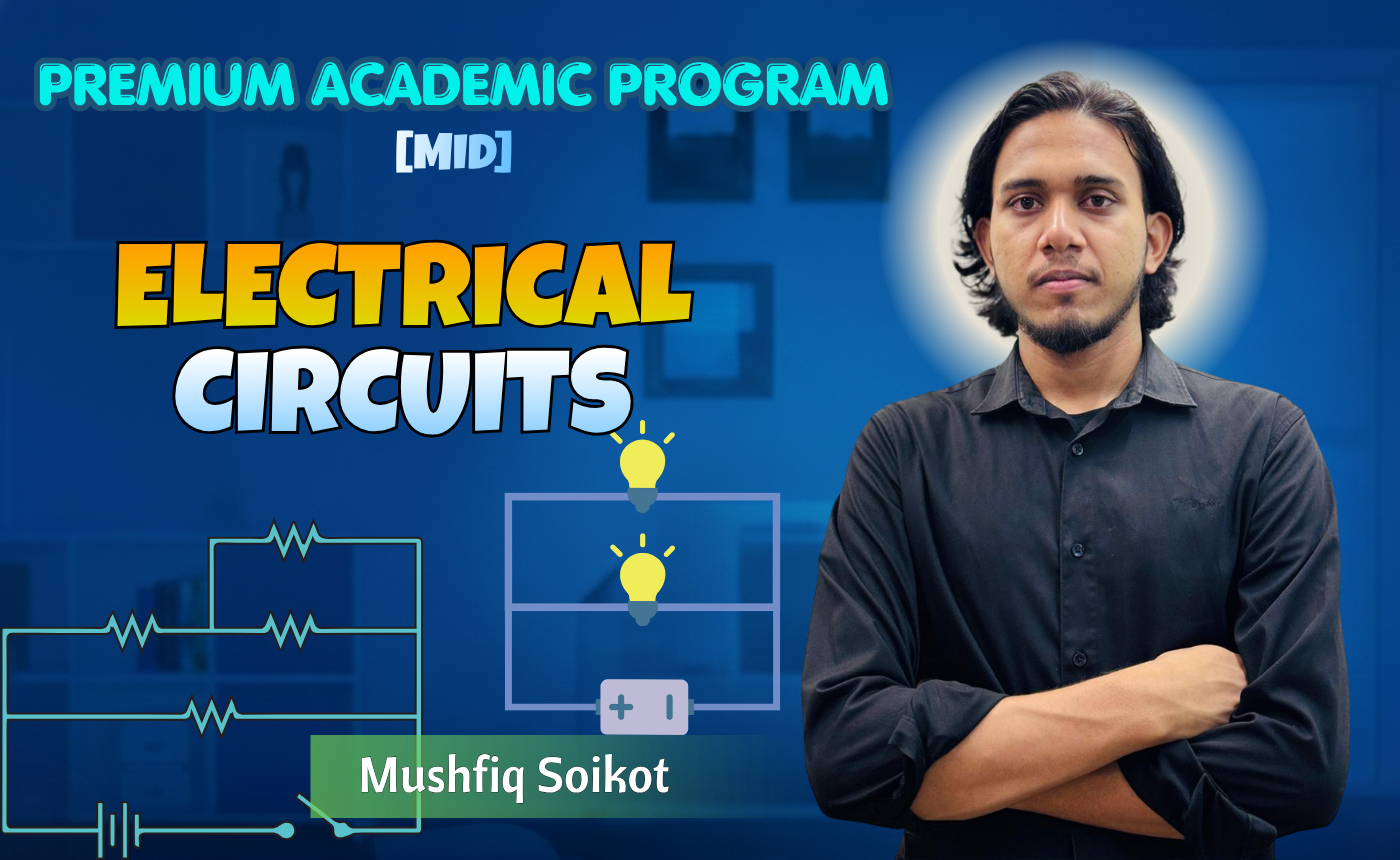 PREMIUM ACADEMIC PROGRAM
[MID]
ELECTRICAL
CIRCUITS
Mushfiq Soikot